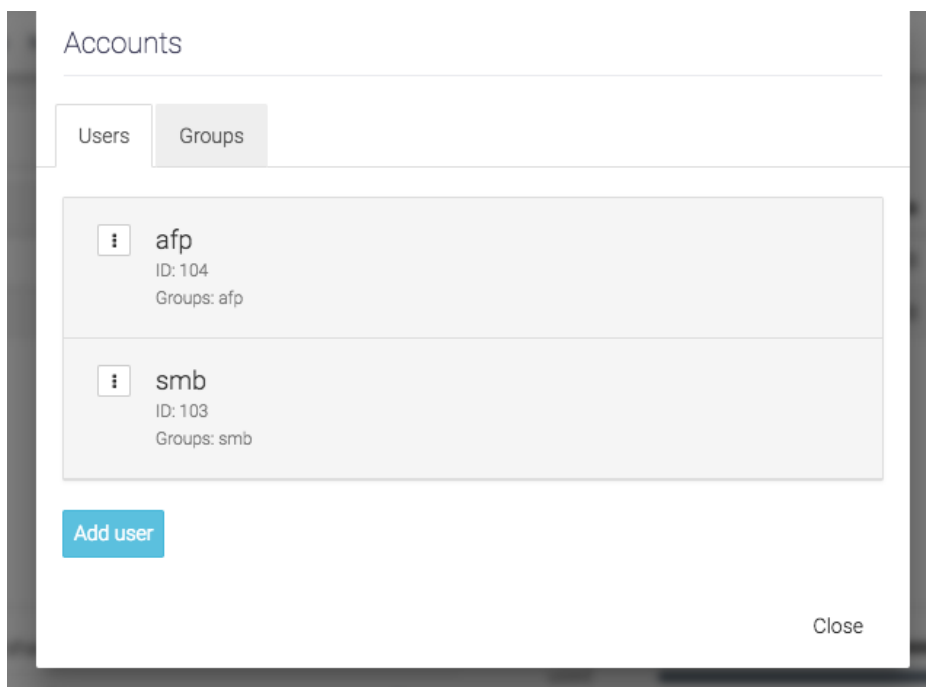 Accounts
Users Groups
afp
ID: 104
Groups: afp
smb
ID: 103
Groups: smb
Add user
Close